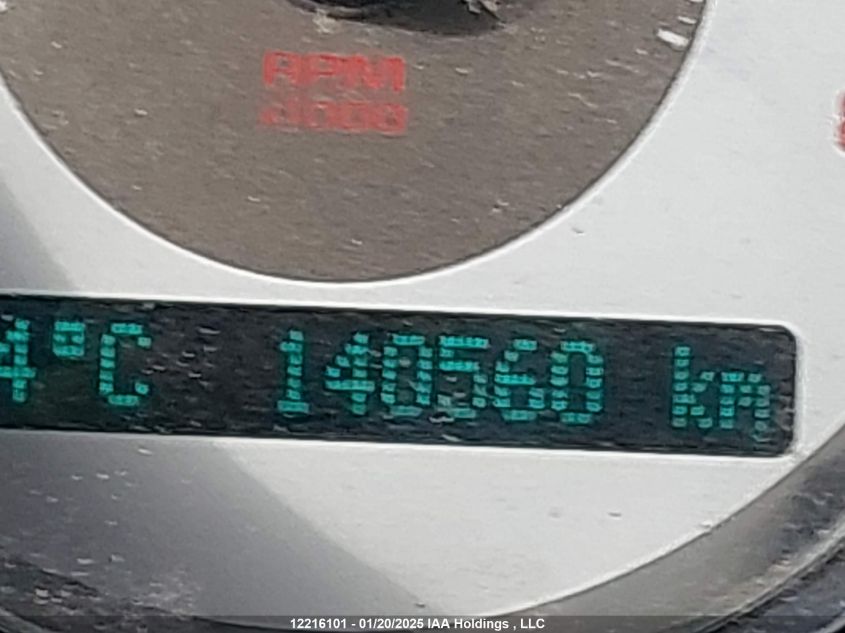 RPM
x1000
4°C 140560 km
12216101 - 01/20/2025 IAA Holdings , LLC